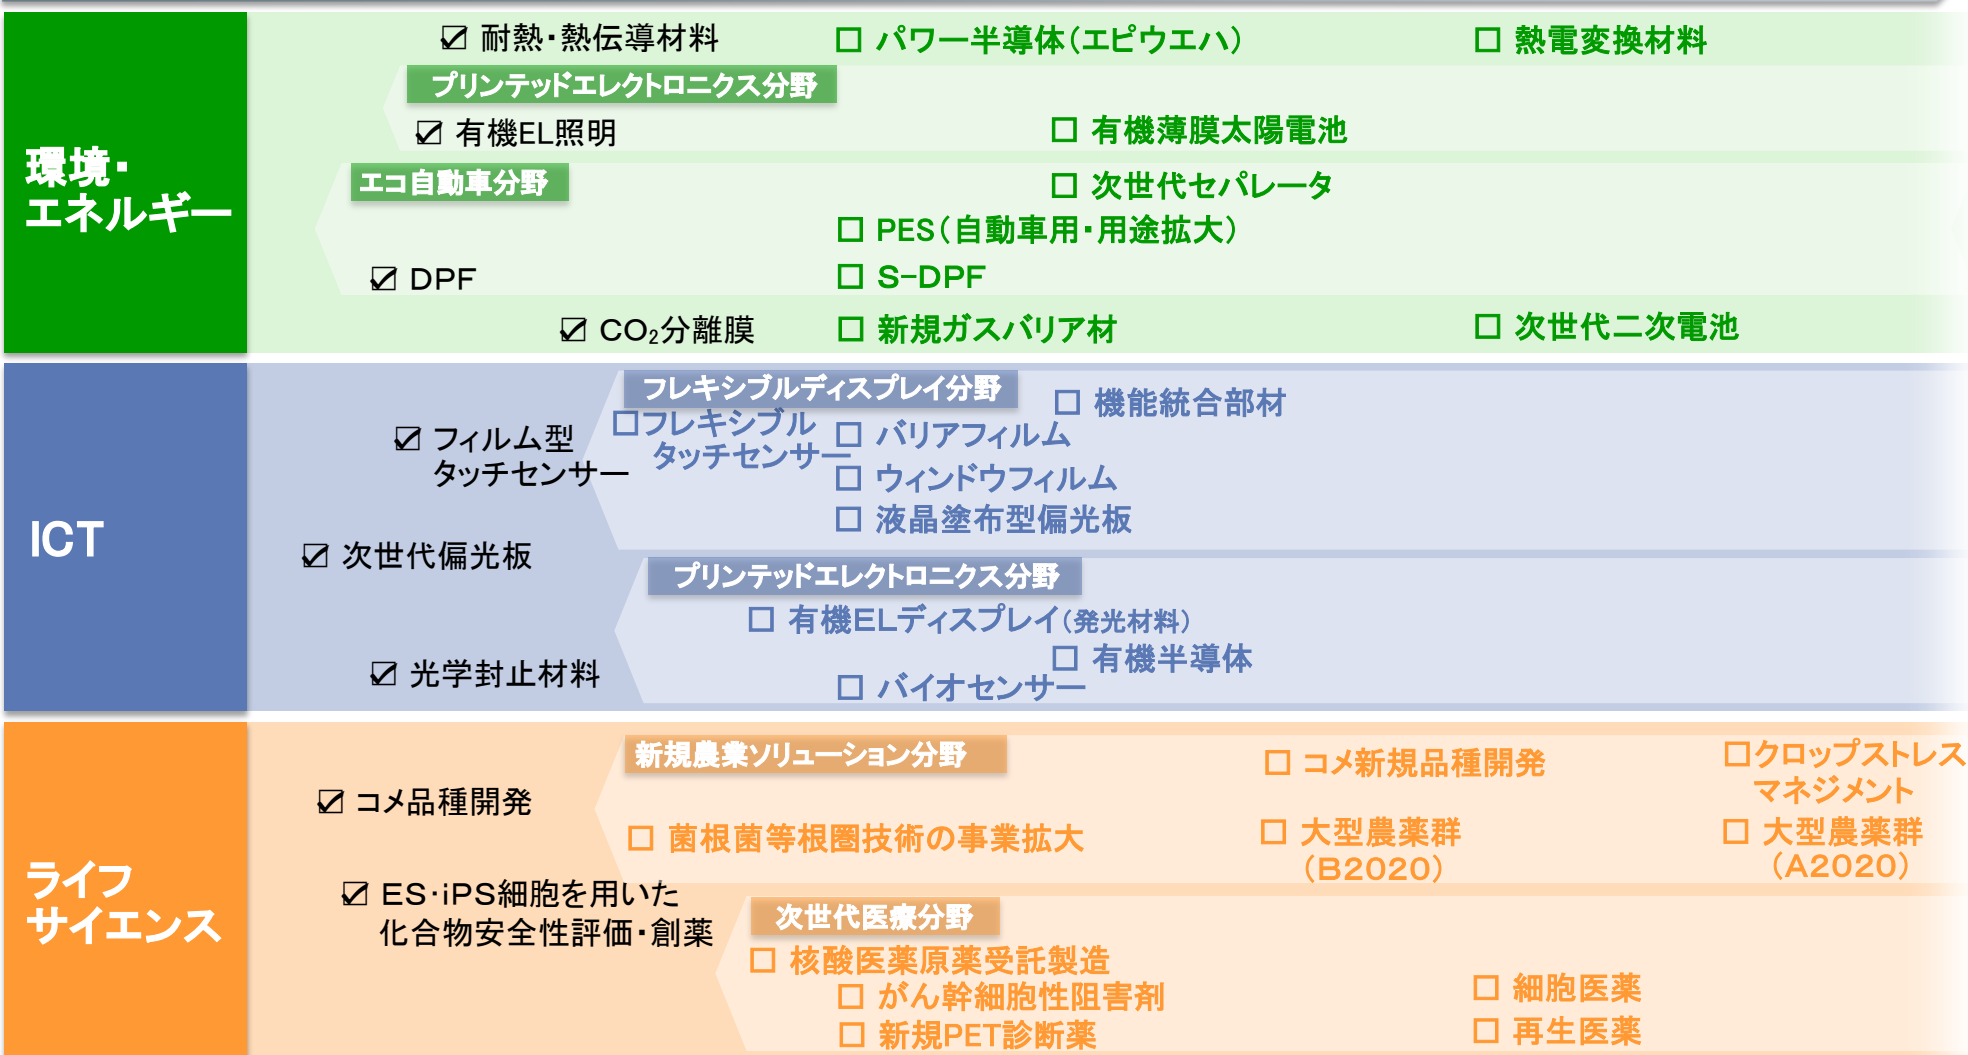 環境・
エネルギー
☑ 耐熱・熱伝導材料
□ パワー半導体（エピウエハ）
□ 熱電変換材料
プリンテッドエレクトロニクス分野
☑ 有機EL照明
□ 有機薄膜太陽電池
エコ自動車分野
□ 次世代セパレータ
□ PES（自動車用・用途拡大）
☑ DPF
□ S-DPF
☑ CO₂分離膜
□ 新規ガスバリア材
□ 次世代二次電池
ICT
フレキシブルディスプレイ分野
□ 機能統合部材
☑ フィルム型
タッチセンサー
□フレキシブル
タッチセンサー
□ バリアフィルム
□ ウィンドウフィルム
□ 液晶塗布型偏光板
☑ 次世代偏光板
プリンテッドエレクトロニクス分野
□ 有機ELディスプレイ（発光材料）
□ 有機半導体
☑ 光学封止材料
□ バイオセンサー
ライフ
サイエンス
新規農業ソリューション分野
□ コメ新規品種開発
□クロップストレス
マネジメント
☑ コメ品種開発
□ 菌根菌等根圏技術の事業拡大
□ 大型農薬群
（B2020）
□ 大型農薬群
（A2020）
☑ ES・iPS細胞を用いた
化合物安全性評価・創薬
次世代医療分野
□ 核酸医薬原薬受託製造
□ がん幹細胞性阻害剤
□ 細胞医薬
□ 新規PET診断薬
□ 再生医薬